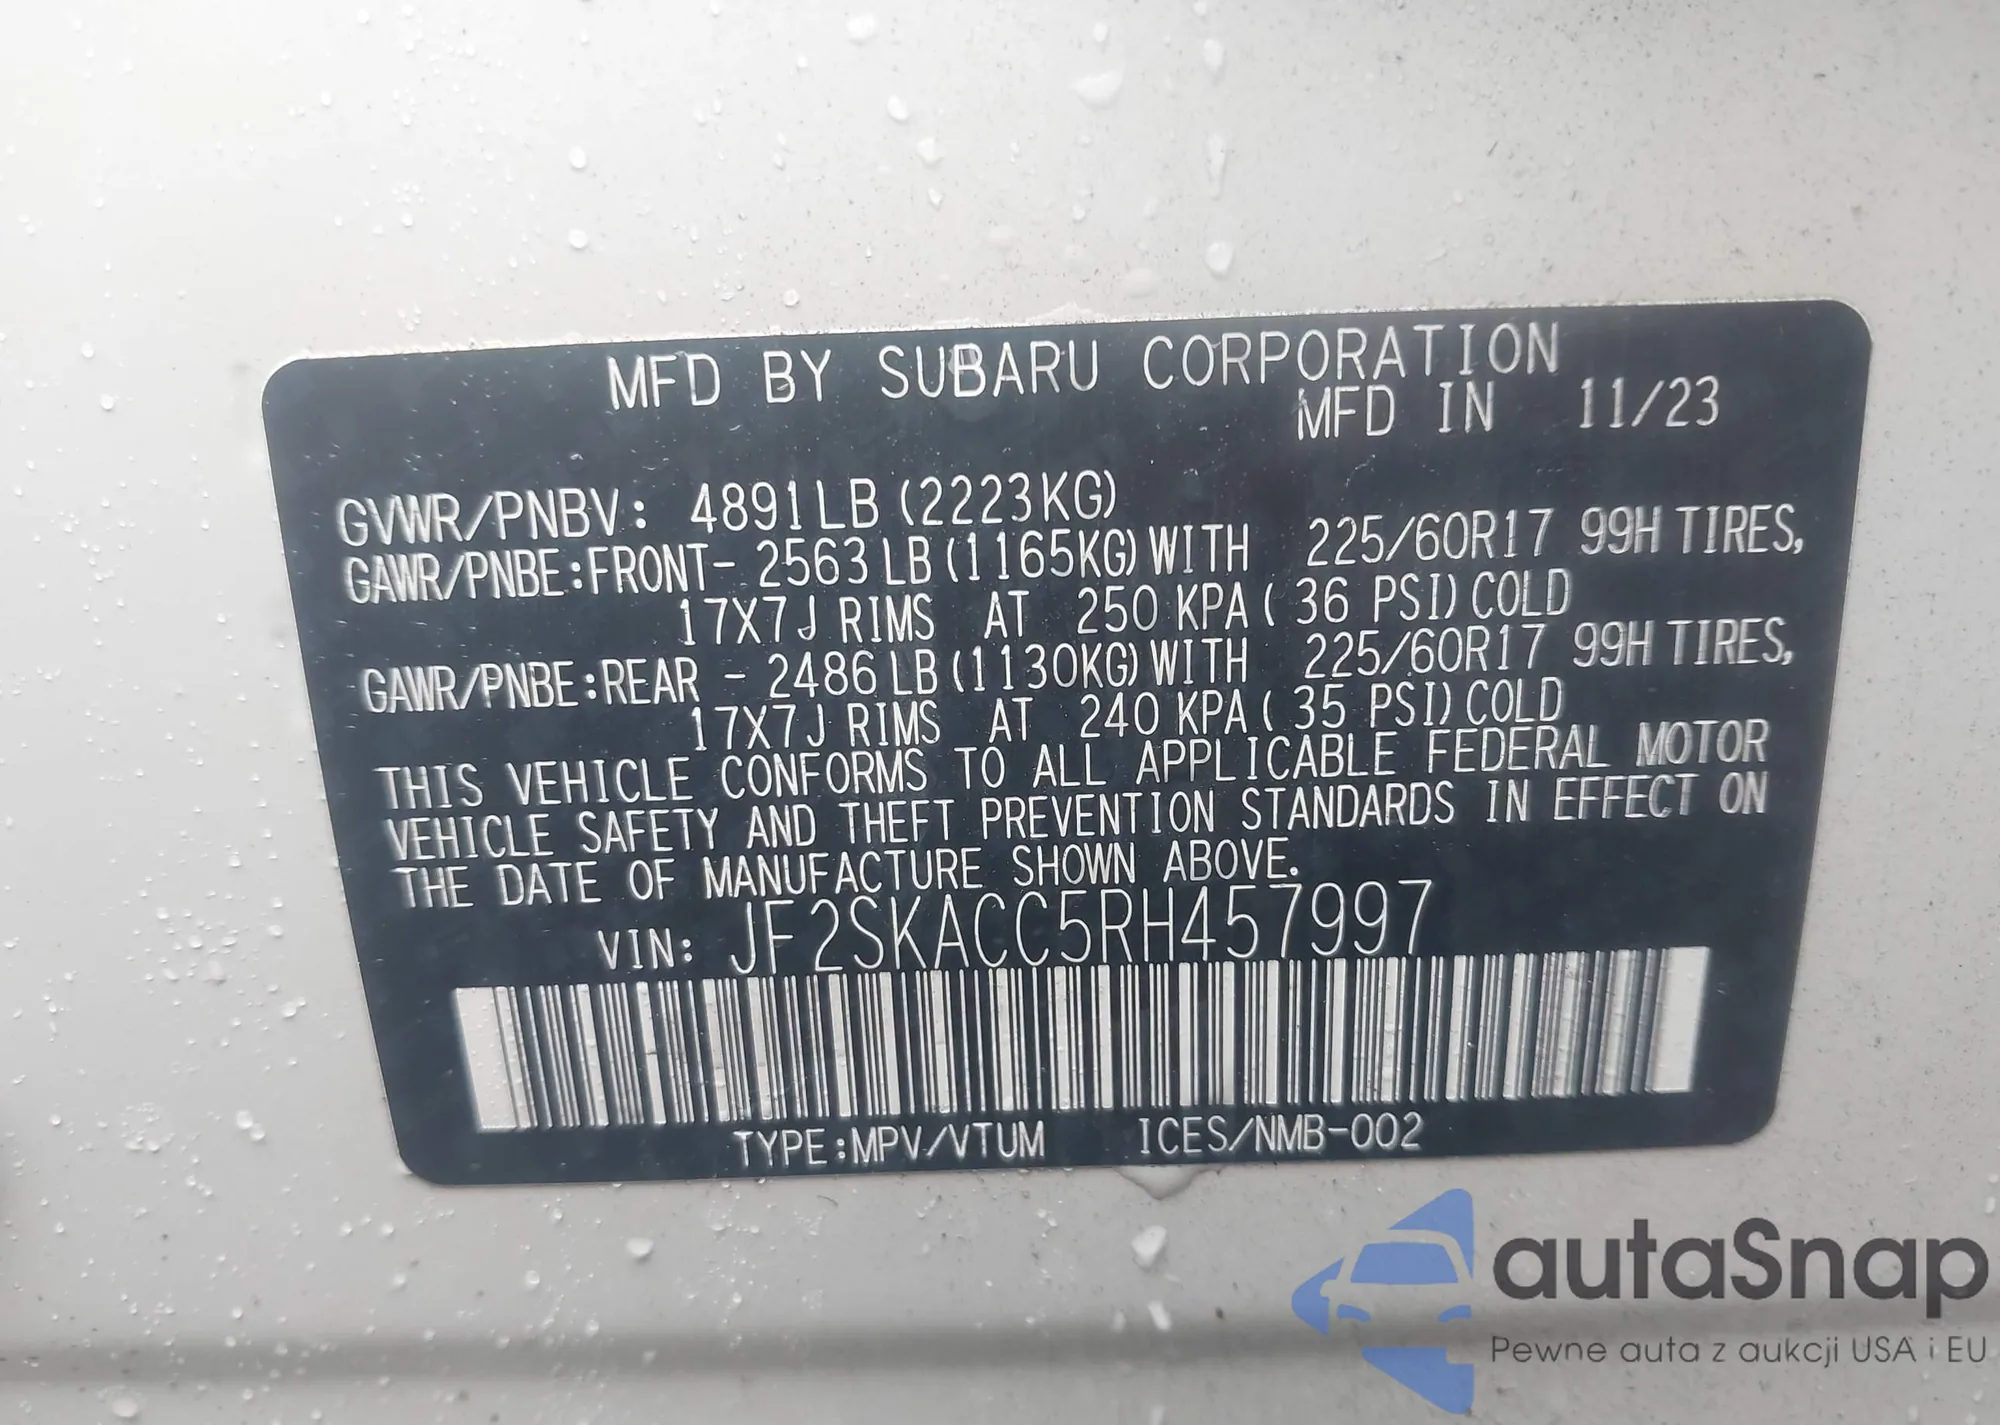 MFD BY SUBARU CORPORATION
MFD IN 11/23
GVWR/PNBV: 4891LB (2223KG)
GAWR/PNBE:FRONT- 2563 LB (1165KG) WITH 225/60R17 99H TIRES,
17X7J RIMS AT 250 KPA ( 36 PSI) COLD
GAWR/PNBE:REAR - 2486 LB (1130KG) WITH 225/60R17 99H TIRES,
17X7J RIMS AT 240 KPA ( 35 PSI) COLD
THIS VEHICLE CONFORMS TO ALL APPLICABLE FEDERAL MOTOR
VEHICLE SAFETY AND THEFT PREVENTION STANDARDS IN EFFECT ON
THE DATE OF MANUFACTURE SHOWN ABOVE.
VIN: JF2SKACC5RH457997
TYPE:MPV/VTUM ICES/NMB-002
autaSnap
Pewne auta z aukcji USA i EU